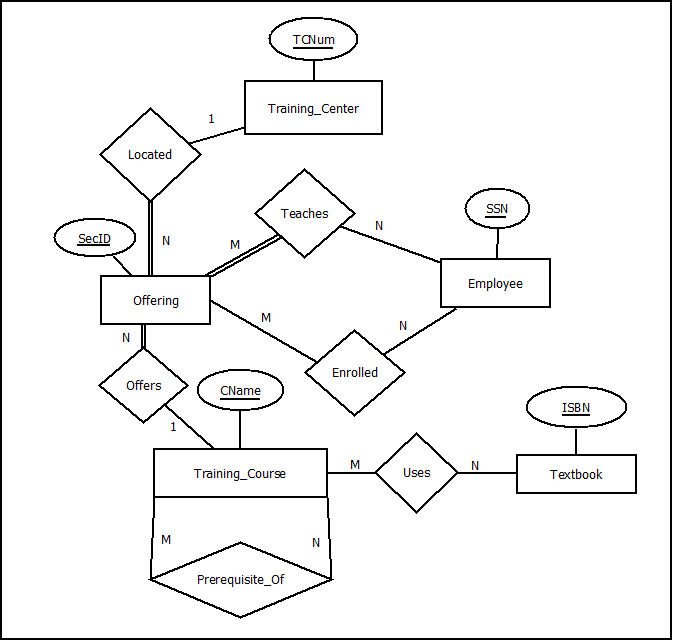 TCNum
Training_Center
1
Located
Teaches
SSN
N
N
M
SecID
Employee
Offering
M
N
N
Enrolled
Offers
CName
ISBN
1
M
Uses
N
Training_Course
Textbook
M
N
Prerequisite_Of